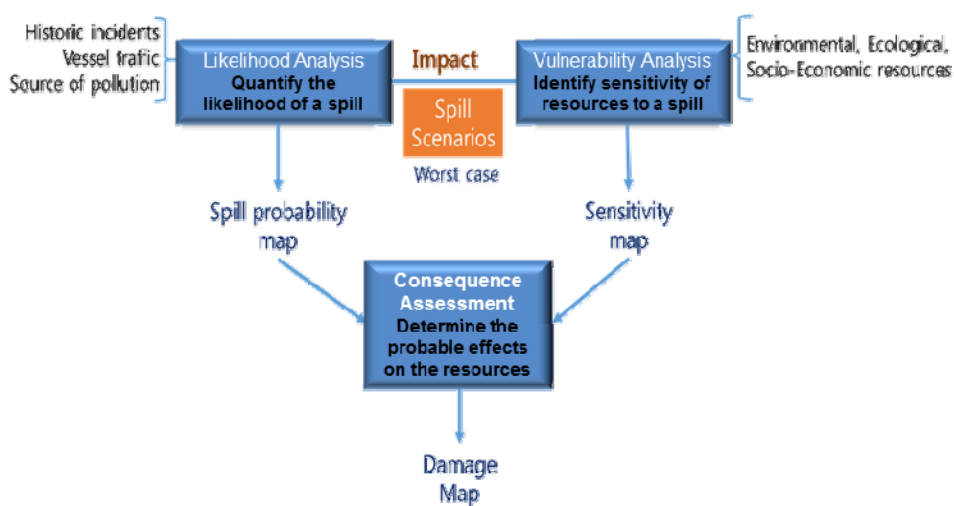 Historic incidents
Vessel traffic
Source of pollution
Likelihood Analysis
Quantify the
likelihood of a spill
Impact
Spill
Scenarios
Worst case
Vulnerability Analysis
Identify sensitivity of
resources to a spill
Environmental, Ecological,
Socio-Economic resources
Spill probability
map
Sensitivity
map
Consequence
Assessment
Determine the
probable effects
on the resources
Damage
Map